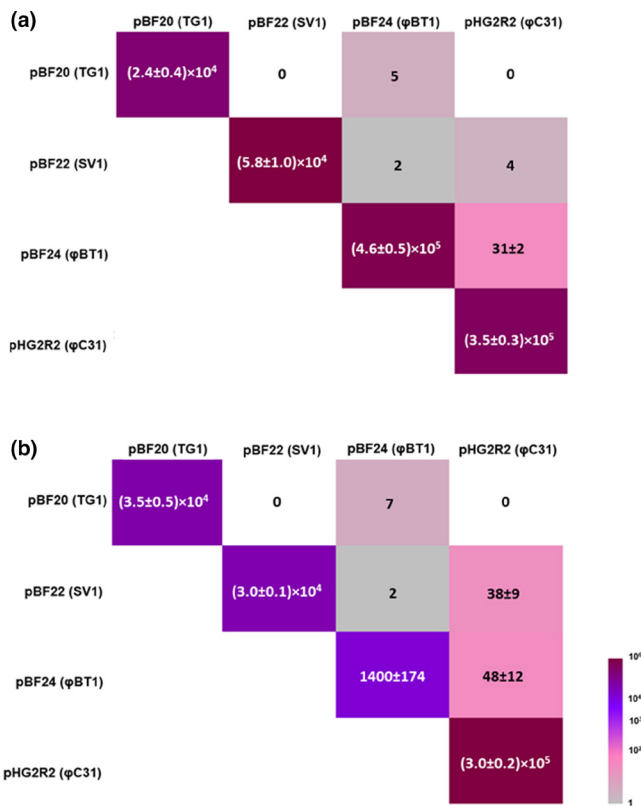 (a)
pBF20 (TG1) pBF22 (SV1) pBF24 (φBT1) pHG2R2 (φC31)
pBF20 (TG1) (2.4±0.4)×10⁴ 0 5 0
pBF22 (SV1) (5.8±1.0)×10⁴ 2 4
pBF24 (φBT1) (4.6±0.5)×10⁵ 31±2
pHG2R2 (φC31) (3.5±0.3)×10⁵
(b)
pBF20 (TG1) pBF22 (SV1) pBF24 (φBT1) pHG2R2 (φC31)
pBF20 (TG1) (3.5±0.5)×10⁴ 0 7 0
pBF22 (SV1) (3.0±0.1)×10⁴ 2 38±9
pBF24 (φBT1) 1400±174 48±12
pHG2R2 (φC31) (3.0±0.2)×10⁵
10⁶
10⁴
10³
10²
1